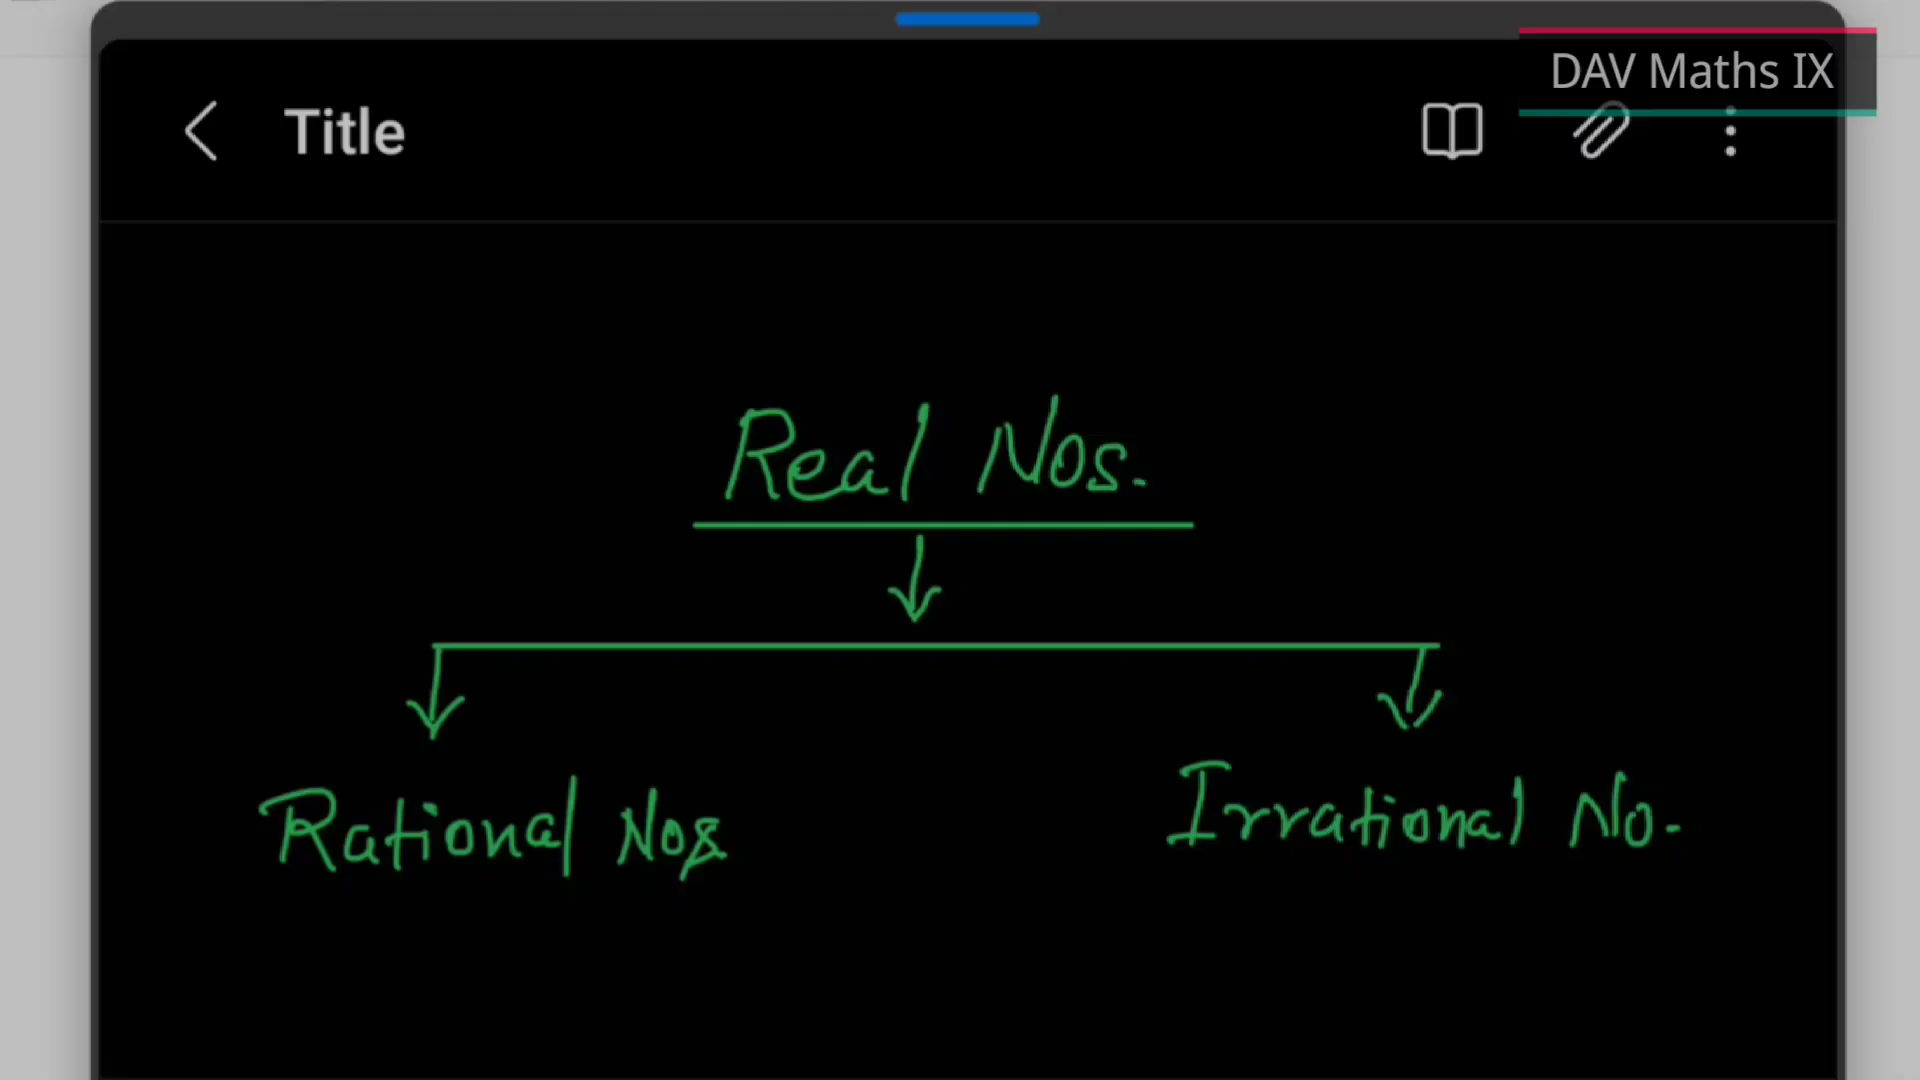 DAV Maths IX
Title
Real Nos.
Rational Nos
Irrational No.